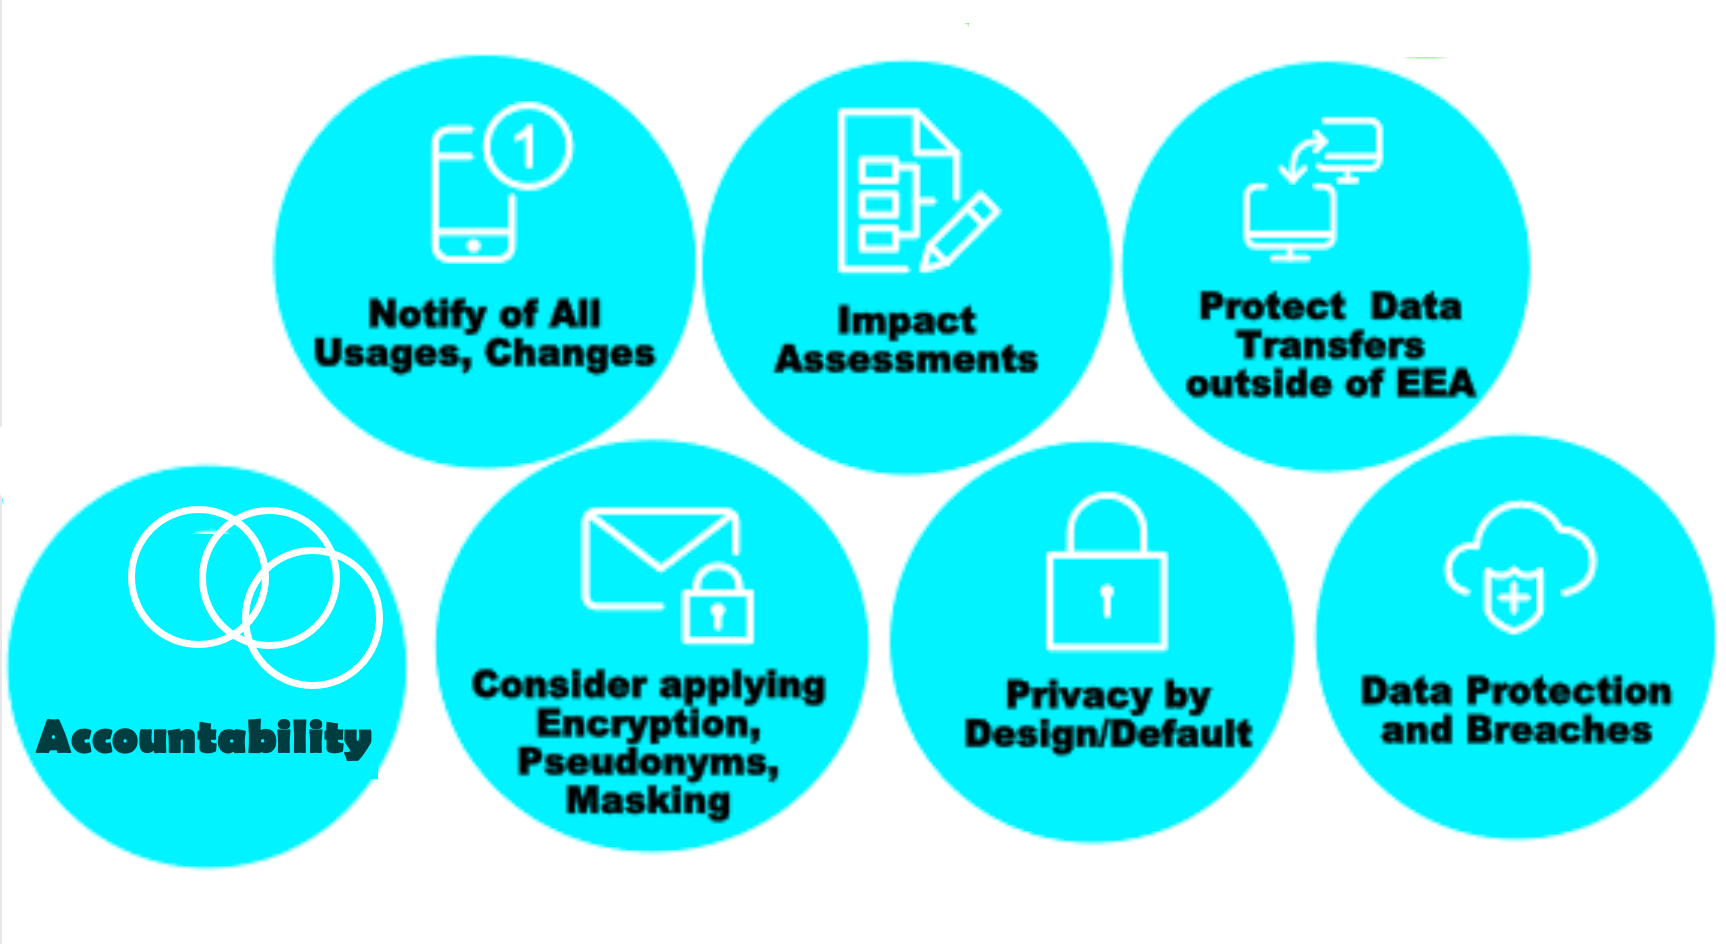 1
Notify of All
Usages, Changes
Impact
Assessments
Protect Data
Transfers
outside of EEA
Accountability
Consider applying
Encryption,
Pseudonyms,
Masking
Privacy by
Design/Default
Data Protection
and Breaches